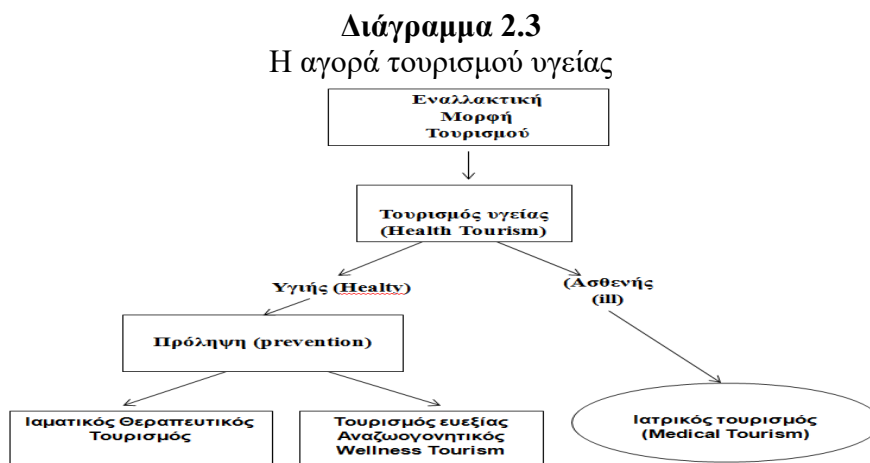 Διάγραμμα 2.3
Η αγορά τουρισμού υγείας
Εναλλακτική
Μορφή
Τουρισμού
Τουρισμός υγείας
(Health Tourism)
Υγιής (Healty)
(Ασθενής
(ill)
Πρόληψη (prevention)
Ιαματικός Θεραπευτικός
Τουρισμός
Τουρισμός ευεξίας
Αναζωογονητικός
Wellness Tourism
Ιατρικός τουρισμός
(Medical Tourism)